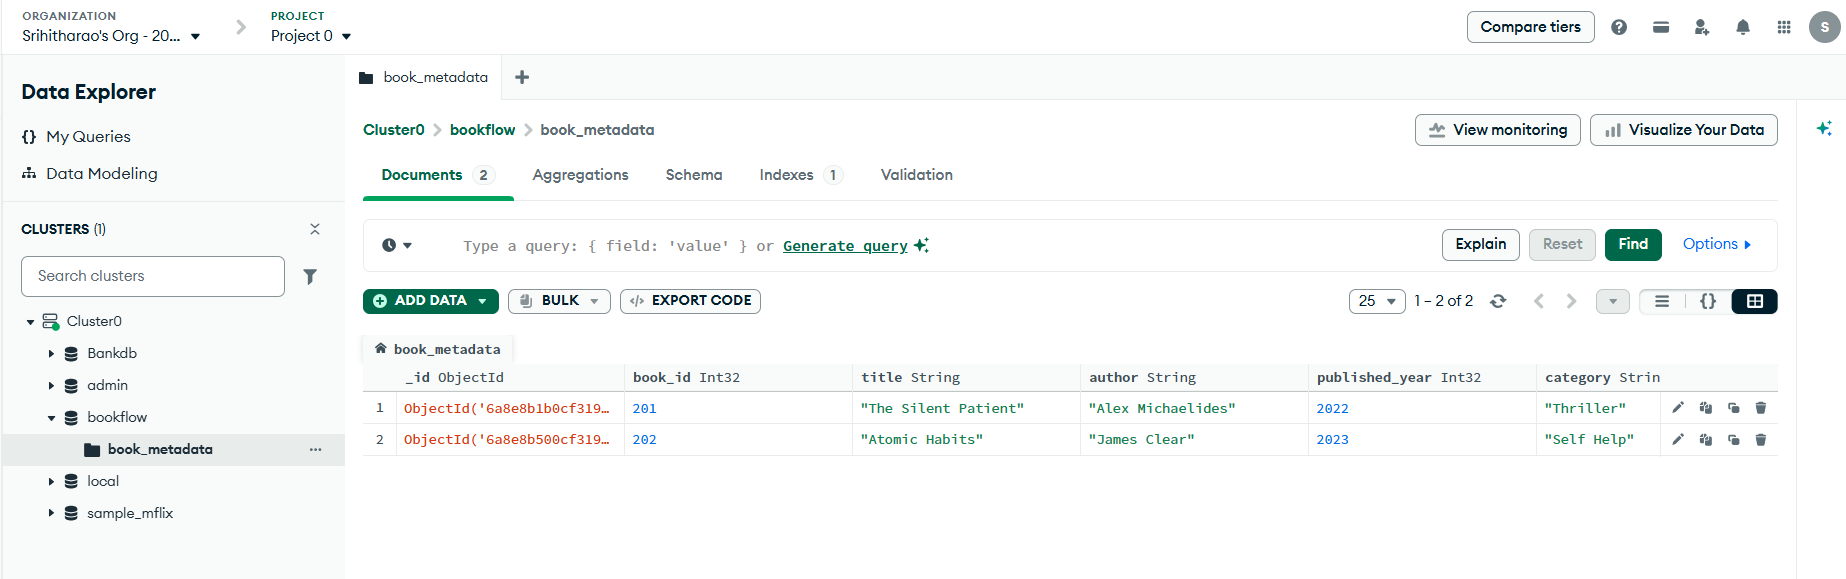 ORGANIZATION
Srihitharao's Org - 20...
PROJECT
Project 0
Compare tiers
S
Data Explorer
My Queries
Data Modeling
CLUSTERS (1)
Search clusters
Cluster0
Bankdb
admin
bookflow
book_metadata
local
sample_mflix
book_metadata
Cluster0 > bookflow > book_metadata
View monitoring
Visualize Your Data
Documents 2 Aggregations Schema Indexes 1 Validation
Type a query: { field: 'value' } or Generate query
Explain Reset Find Options
ADD DATA BULK EXPORT CODE
25 1 – 2 of 2 {}
book_metadata
_id ObjectId book_id Int32 title String author String published_year Int32 category Strin
1 ObjectId('6a8e8b1b0cf319... 201 "The Silent Patient" "Alex Michaelides" 2022 "Thriller"
2 ObjectId('6a8e8b500cf319... 202 "Atomic Habits" "James Clear" 2023 "Self Help"